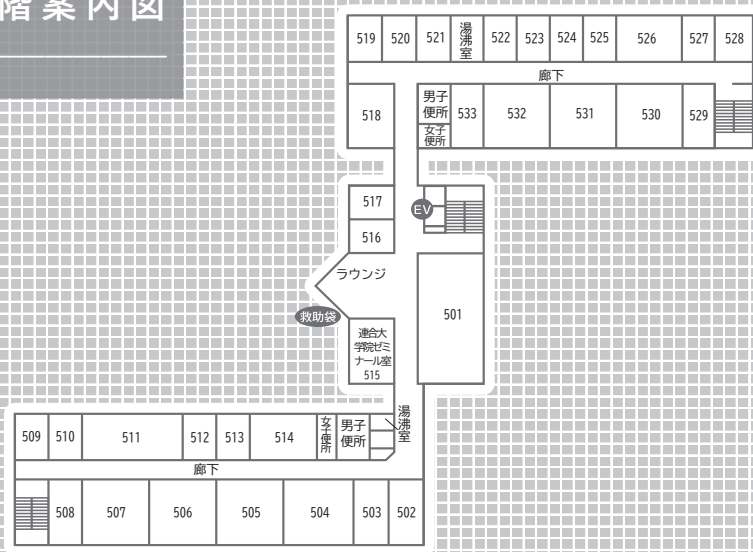 階案内図
519
520
521
湯沸室
522
523
524
525
526
527
528
廊下
518
男子
便所
女子
便所
533
532
531
530
529
517
EV
516
ラウンジ
救助袋
501
連合大
学院ゼミ
ナール室
515
509
510
511
512
513
514
女子便所
男子
便所
湯沸室
廊下
508
507
506
505
504
503
502